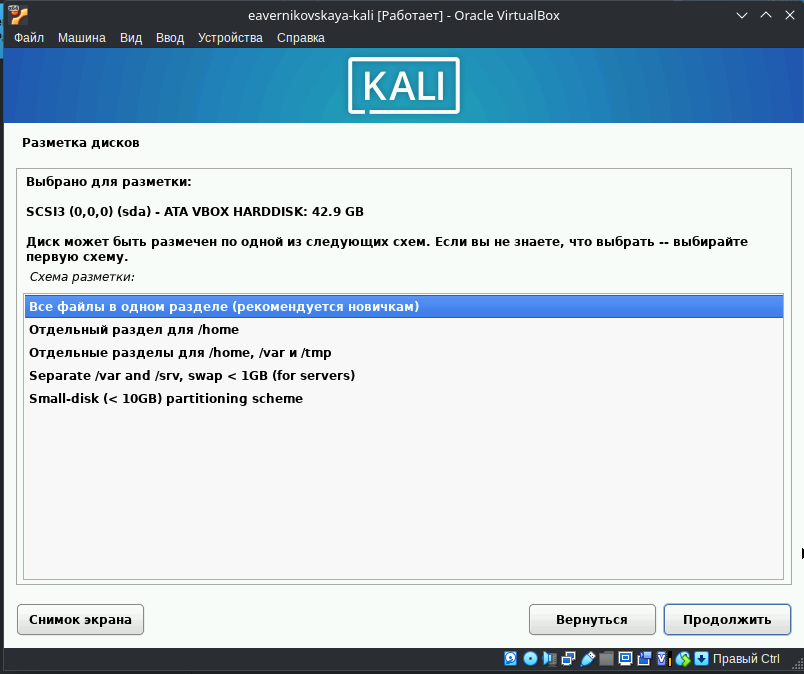 eavernikovskaya-kali [Работает] - Oracle VirtualBox
Файл Машина Вид Ввод Устройства Справка
KALI
Разметка дисков
Выбрано для разметки:
SCSI3 (0,0,0) (sda) - ATA VBOX HARDDISK: 42.9 GB
Диск может быть размечен по одной из следующих схем. Если вы не знаете, что выбрать -- выбирайте
первую схему.
Схема разметки:
Все файлы в одном разделе (рекомендуется новичкам)
Отдельный раздел для /home
Отдельные разделы для /home, /var и /tmp
Separate /var and /srv, swap < 1GB (for servers)
Small-disk (< 10GB) partitioning scheme
Снимок экрана Вернуться Продолжить
Правый Ctrl